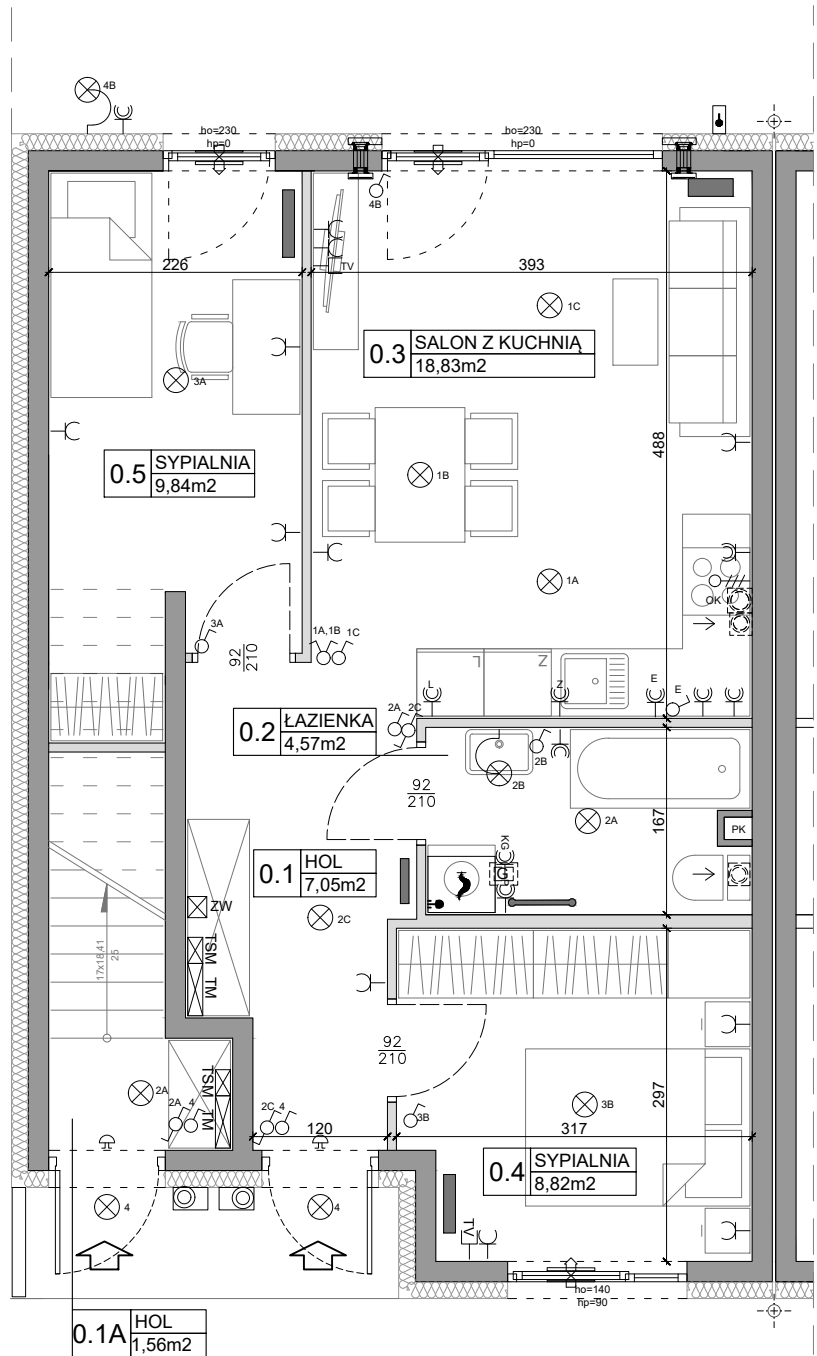 4B
ho=230
hp=0
ho=230
hp=0
4B
TV
226
393
1C
0.3
SALON Z KUCHNIĄ
18,83m2
3A
488
0.5
SYPIALNIA
9,84m2
1B
1A
OK
3A
92
210
1A,1B
1C
L
Z
L
Z
E
E
0.2
ŁAZIENKA
4,57m2
2A
2C
2B
2B
92
210
2A
167
PK
KG
G
0.1
HOL
7,05m2
ZW
2C
TSM
TM
17x18,41
25
92
210
297
2A
TSM
TM
2A
4
2C
4
120
3B
317
3B
0.4
SYPIALNIA
8,82m2
4
4
TV
ho=140
hp=90
0.1A
HOL
1,56m2